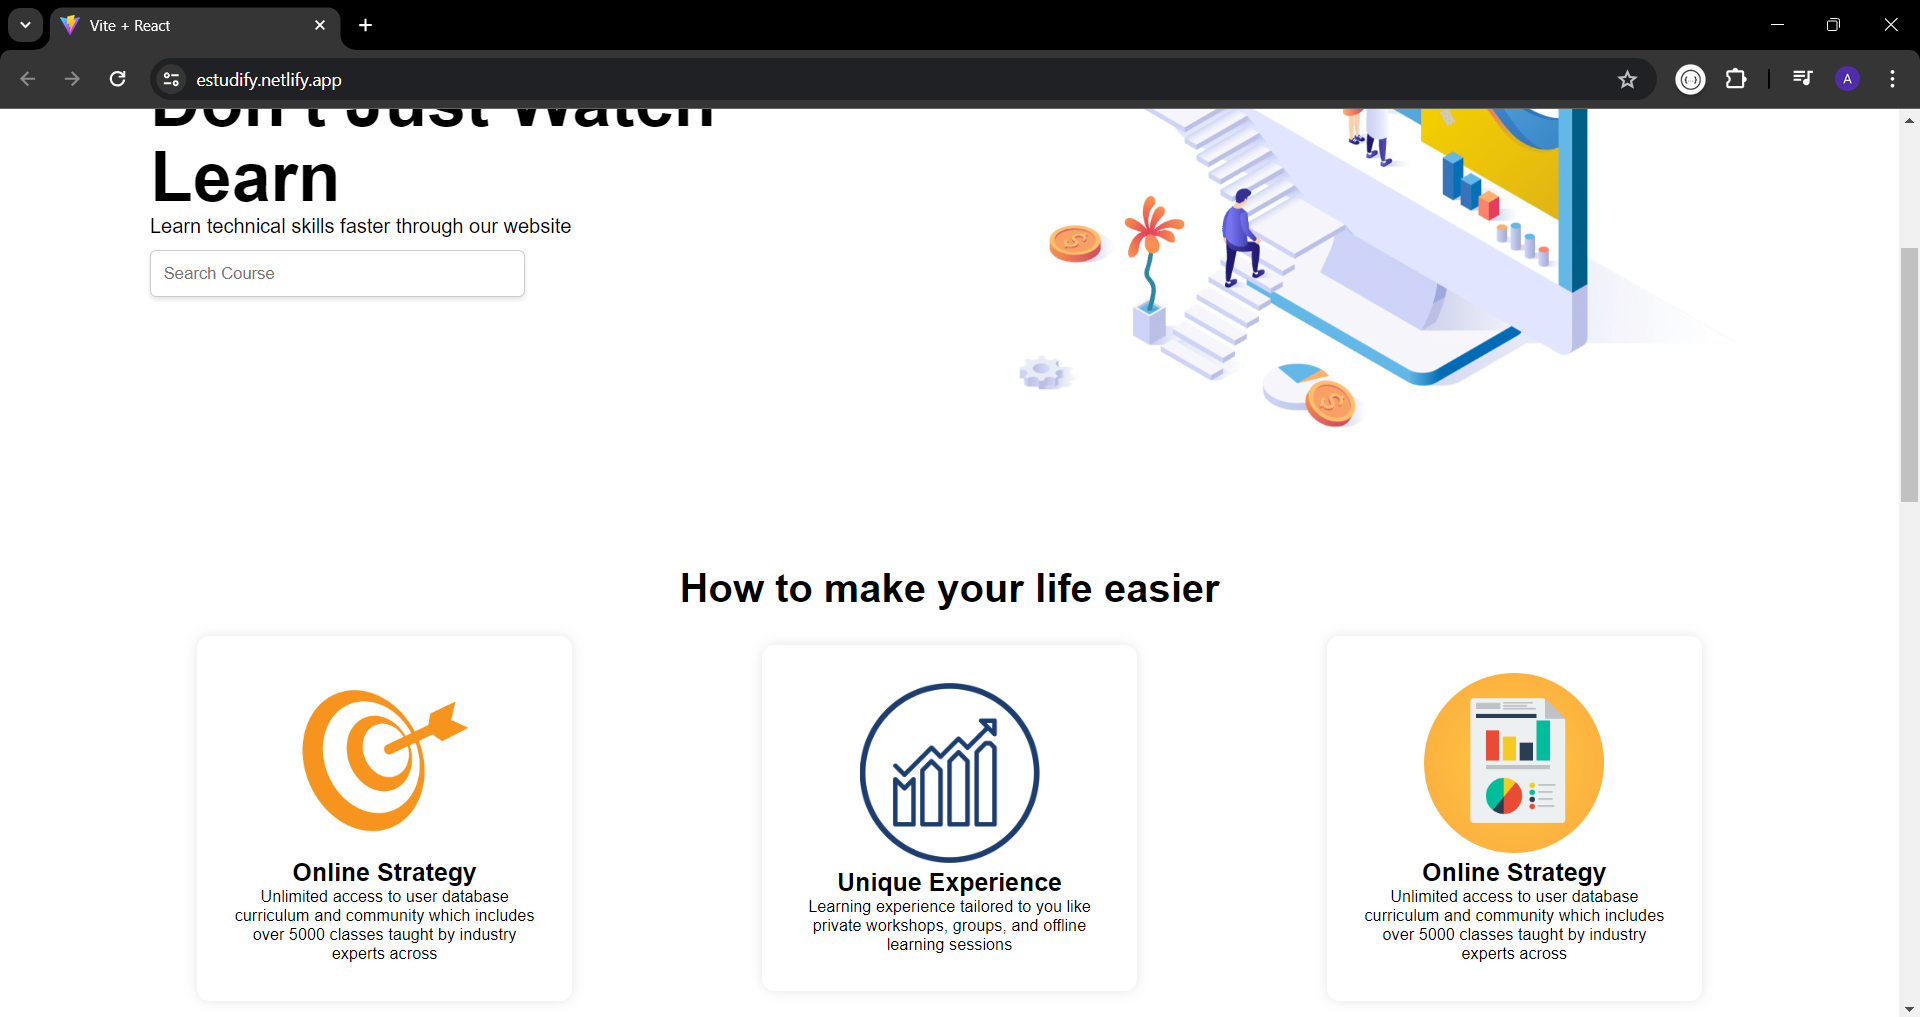 Vite + React
estudify.netlify.app
A
Don't Just Watch
Learn
Learn technical skills faster through our website
Search Course
How to make your life easier
Online Strategy
Unlimited access to user database
curriculum and community which includes
over 5000 classes taught by industry
experts across
Unique Experience
Learning experience tailored to you like
private workshops, groups, and offline
learning sessions
Online Strategy
Unlimited access to user database
curriculum and community which includes
over 5000 classes taught by industry
experts across